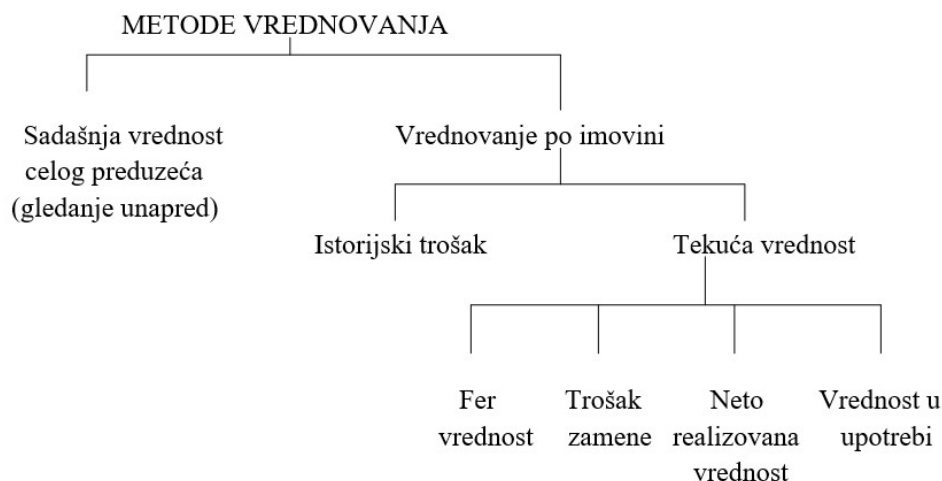 METODE VREDNOVANJA
Sadašnja vrednost
celog preduzeća
(gledanje unapred)
Vrednovanje po imovini
Istorijski trošak
Tekuća vrednost
Fer
vrednost
Trošak
zamene
Neto
realizovana
vrednost
Vrednost u
upotrebi